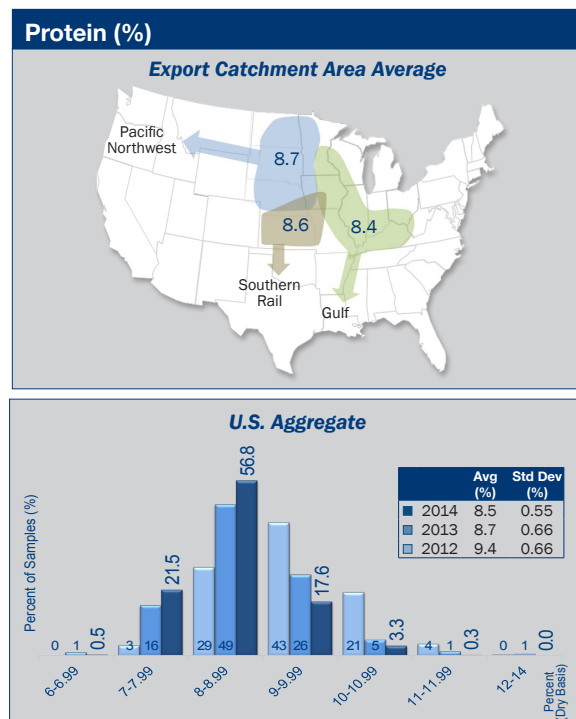 Protein (%)
Export Catchment Area Average
Pacific
Northwest
8.7
8.6
8.4
Southern
Rail
Gulf
U.S. Aggregate
Percent of Samples (%)
Avg
(%)
Std Dev
(%)
2014 8.5 0.55
2013 8.7 0.66
2012 9.4 0.66
0 1 0.5
3 16 21.5
29 49 56.8
43 26 17.6
21 5 3.3
4 1 0.3
0 1 0.0
6-6.99
7-7.99
8-8.99
9-9.99
10-10.99
11-11.99
12-14
Percent
(Dry Basis)